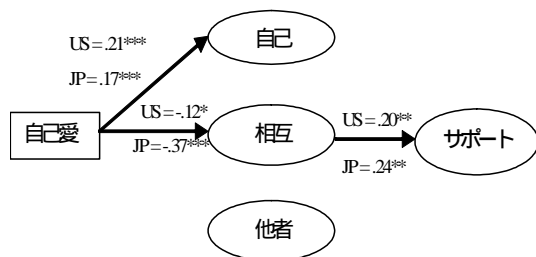 US = .21***
自己
JP= .17***
US = -.12*
US = .20**
自己愛
相互
サポート
JP= -.37***
JP= .24**
他者